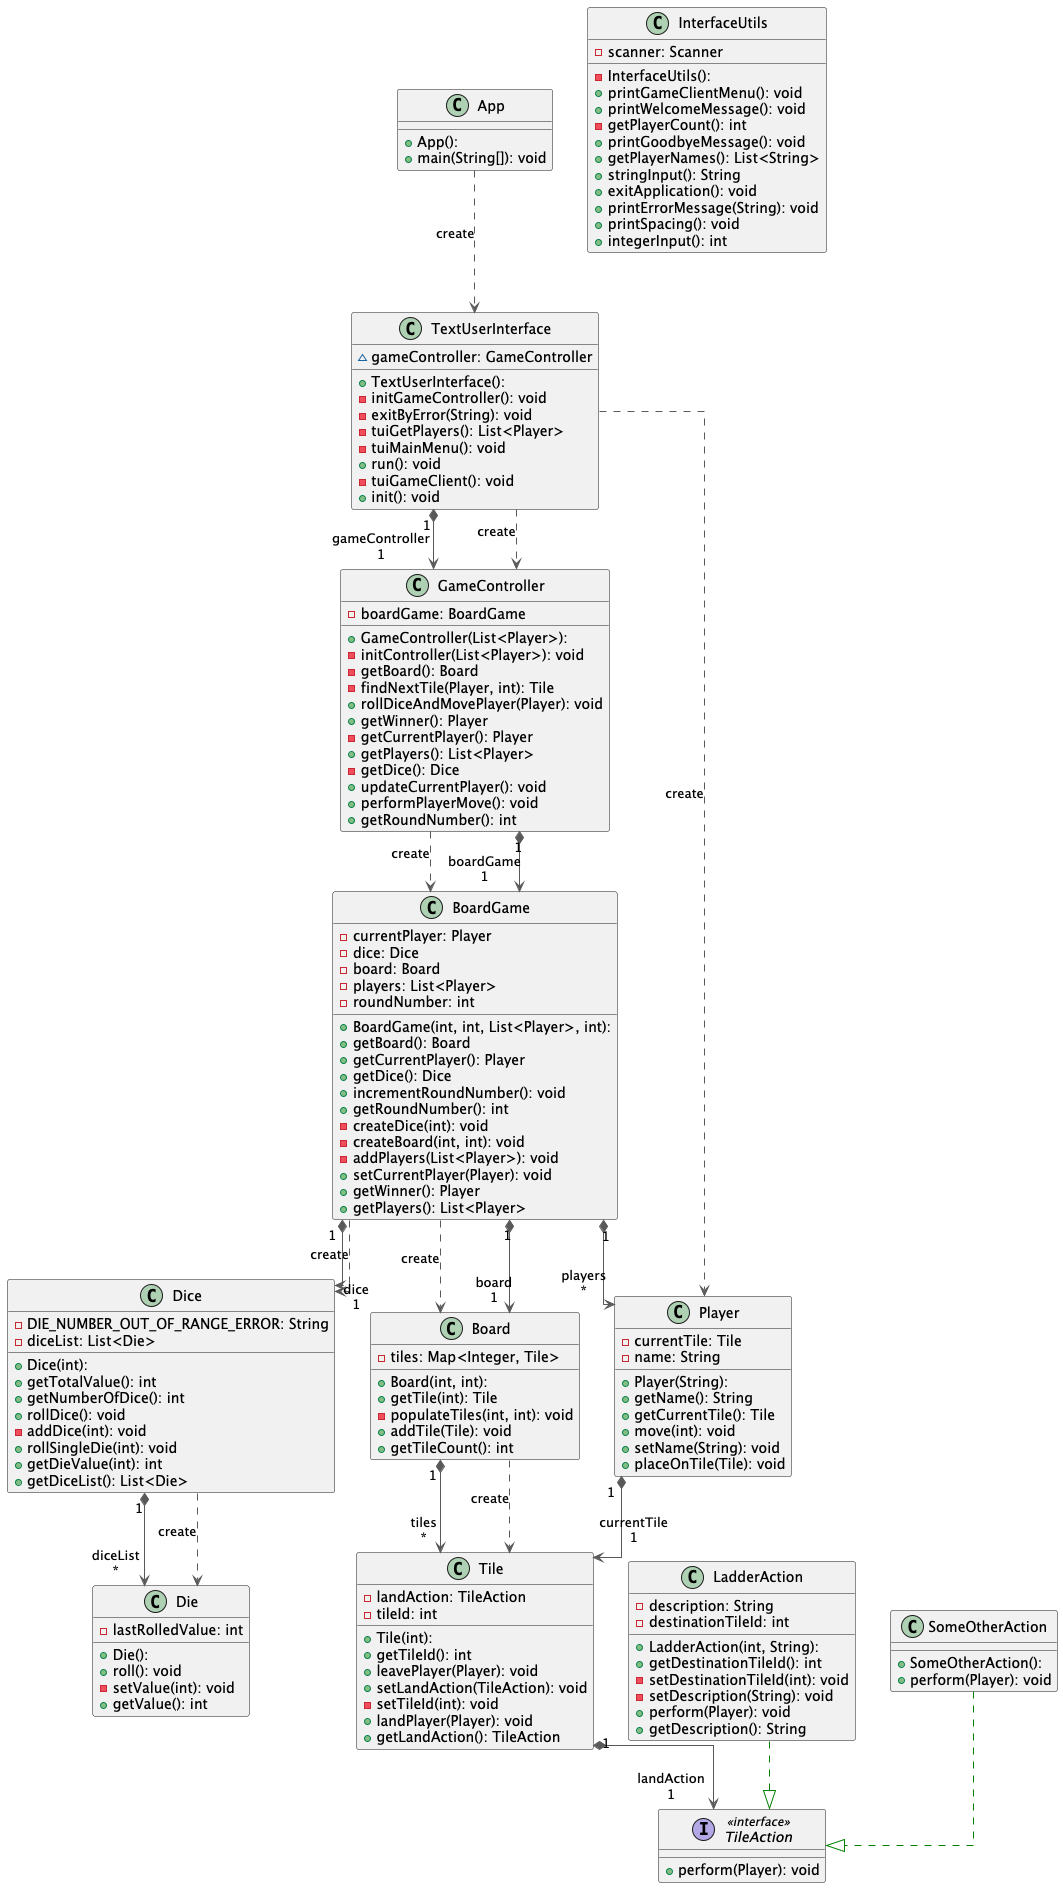 C InterfaceUtils
scanner: Scanner
InterfaceUtils():
printGameClientMenu(): void
printWelcomeMessage(): void
getPlayerCount(): int
printGoodbyeMessage(): void
getPlayerNames(): List<String>
stringInput(): String
exitApplication(): void
printErrorMessage(String): void
printSpacing(): void
integerInput(): int
C App
App():
main(String[]): void
create
C TextUserInterface
gameController: GameController
TextUserInterface():
initGameController(): void
exitByError(String): void
tuiGetPlayers(): List<Player>
tuiMainMenu(): void
run(): void
tuiGameClient(): void
init(): void
1
gameController
1
create
create
C GameController
boardGame: BoardGame
GameController(List<Player>):
initController(List<Player>): void
getBoard(): Board
findNextTile(Player, int): Tile
rollDiceAndMovePlayer(Player): void
getWinner(): Player
getCurrentPlayer(): Player
getPlayers(): List<Player>
getDice(): Dice
updateCurrentPlayer(): void
performPlayerMove(): void
getRoundNumber(): int
create
1
boardGame
1
C BoardGame
currentPlayer: Player
dice: Dice
board: Board
players: List<Player>
roundNumber: int
BoardGame(int, int, List<Player>, int):
getBoard(): Board
getCurrentPlayer(): Player
getDice(): Dice
incrementRoundNumber(): void
getRoundNumber(): int
createDice(int): void
createBoard(int, int): void
addPlayers(List<Player>): void
setCurrentPlayer(Player): void
getWinner(): Player
getPlayers(): List<Player>
1
create
dice
1
create
1
board
1
1
players
*
C Dice
DIE_NUMBER_OUT_OF_RANGE_ERROR: String
diceList: List<Die>
Dice(int):
getTotalValue(): int
getNumberOfDice(): int
rollDice(): void
addDice(int): void
rollSingleDie(int): void
getDieValue(int): int
getDiceList(): List<Die>
C Board
tiles: Map<Integer, Tile>
Board(int, int):
getTile(int): Tile
populateTiles(int, int): void
addTile(Tile): void
getTileCount(): int
C Player
currentTile: Tile
name: String
Player(String):
getName(): String
getCurrentTile(): Tile
move(int): void
setName(String): void
placeOnTile(Tile): void
1
diceList
*
create
1
tiles
*
create
1
currentTile
1
C Die
lastRolledValue: int
Die():
roll(): void
setValue(int): void
getValue(): int
C Tile
landAction: TileAction
tileId: int
Tile(int):
getTileId(): int
leavePlayer(Player): void
setLandAction(TileAction): void
setTileId(int): void
landPlayer(Player): void
getLandAction(): TileAction
C LadderAction
description: String
destinationTileId: int
LadderAction(int, String):
getDestinationTileId(): int
setDestinationTileId(int): void
setDescription(String): void
perform(Player): void
getDescription(): String
C SomeOtherAction
SomeOtherAction():
perform(Player): void
1
landAction
1
I «interface»
TileAction
perform(Player): void